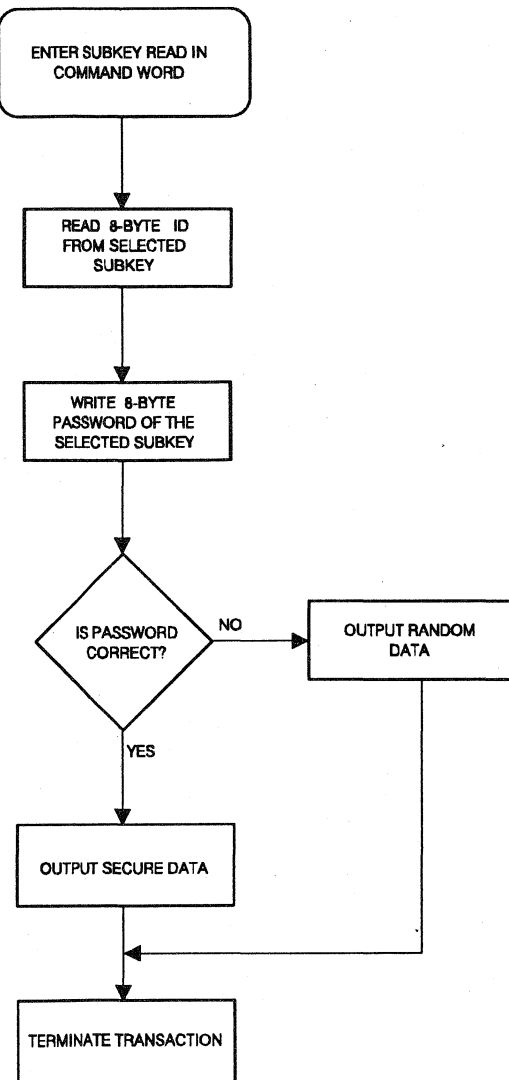 ENTER SUBKEY READ IN
COMMAND WORD
READ 8-BYTE ID
FROM SELECTED
SUBKEY
WRITE 8-BYTE
PASSWORD OF THE
SELECTED SUBKEY
IS PASSWORD
CORRECT?
NO
OUTPUT RANDOM
DATA
YES
OUTPUT SECURE DATA
TERMINATE TRANSACTION